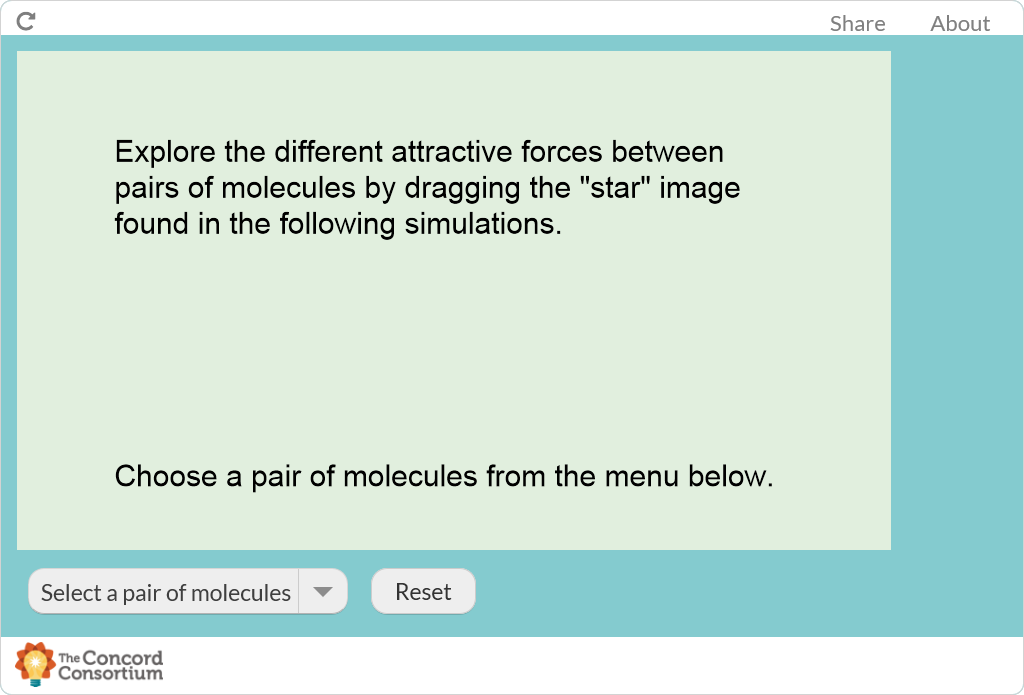 Share About
Explore the different attractive forces between
pairs of molecules by dragging the "star" image
found in the following simulations.
Choose a pair of molecules from the menu below.
Select a pair of molecules Reset
The Concord
Consortium